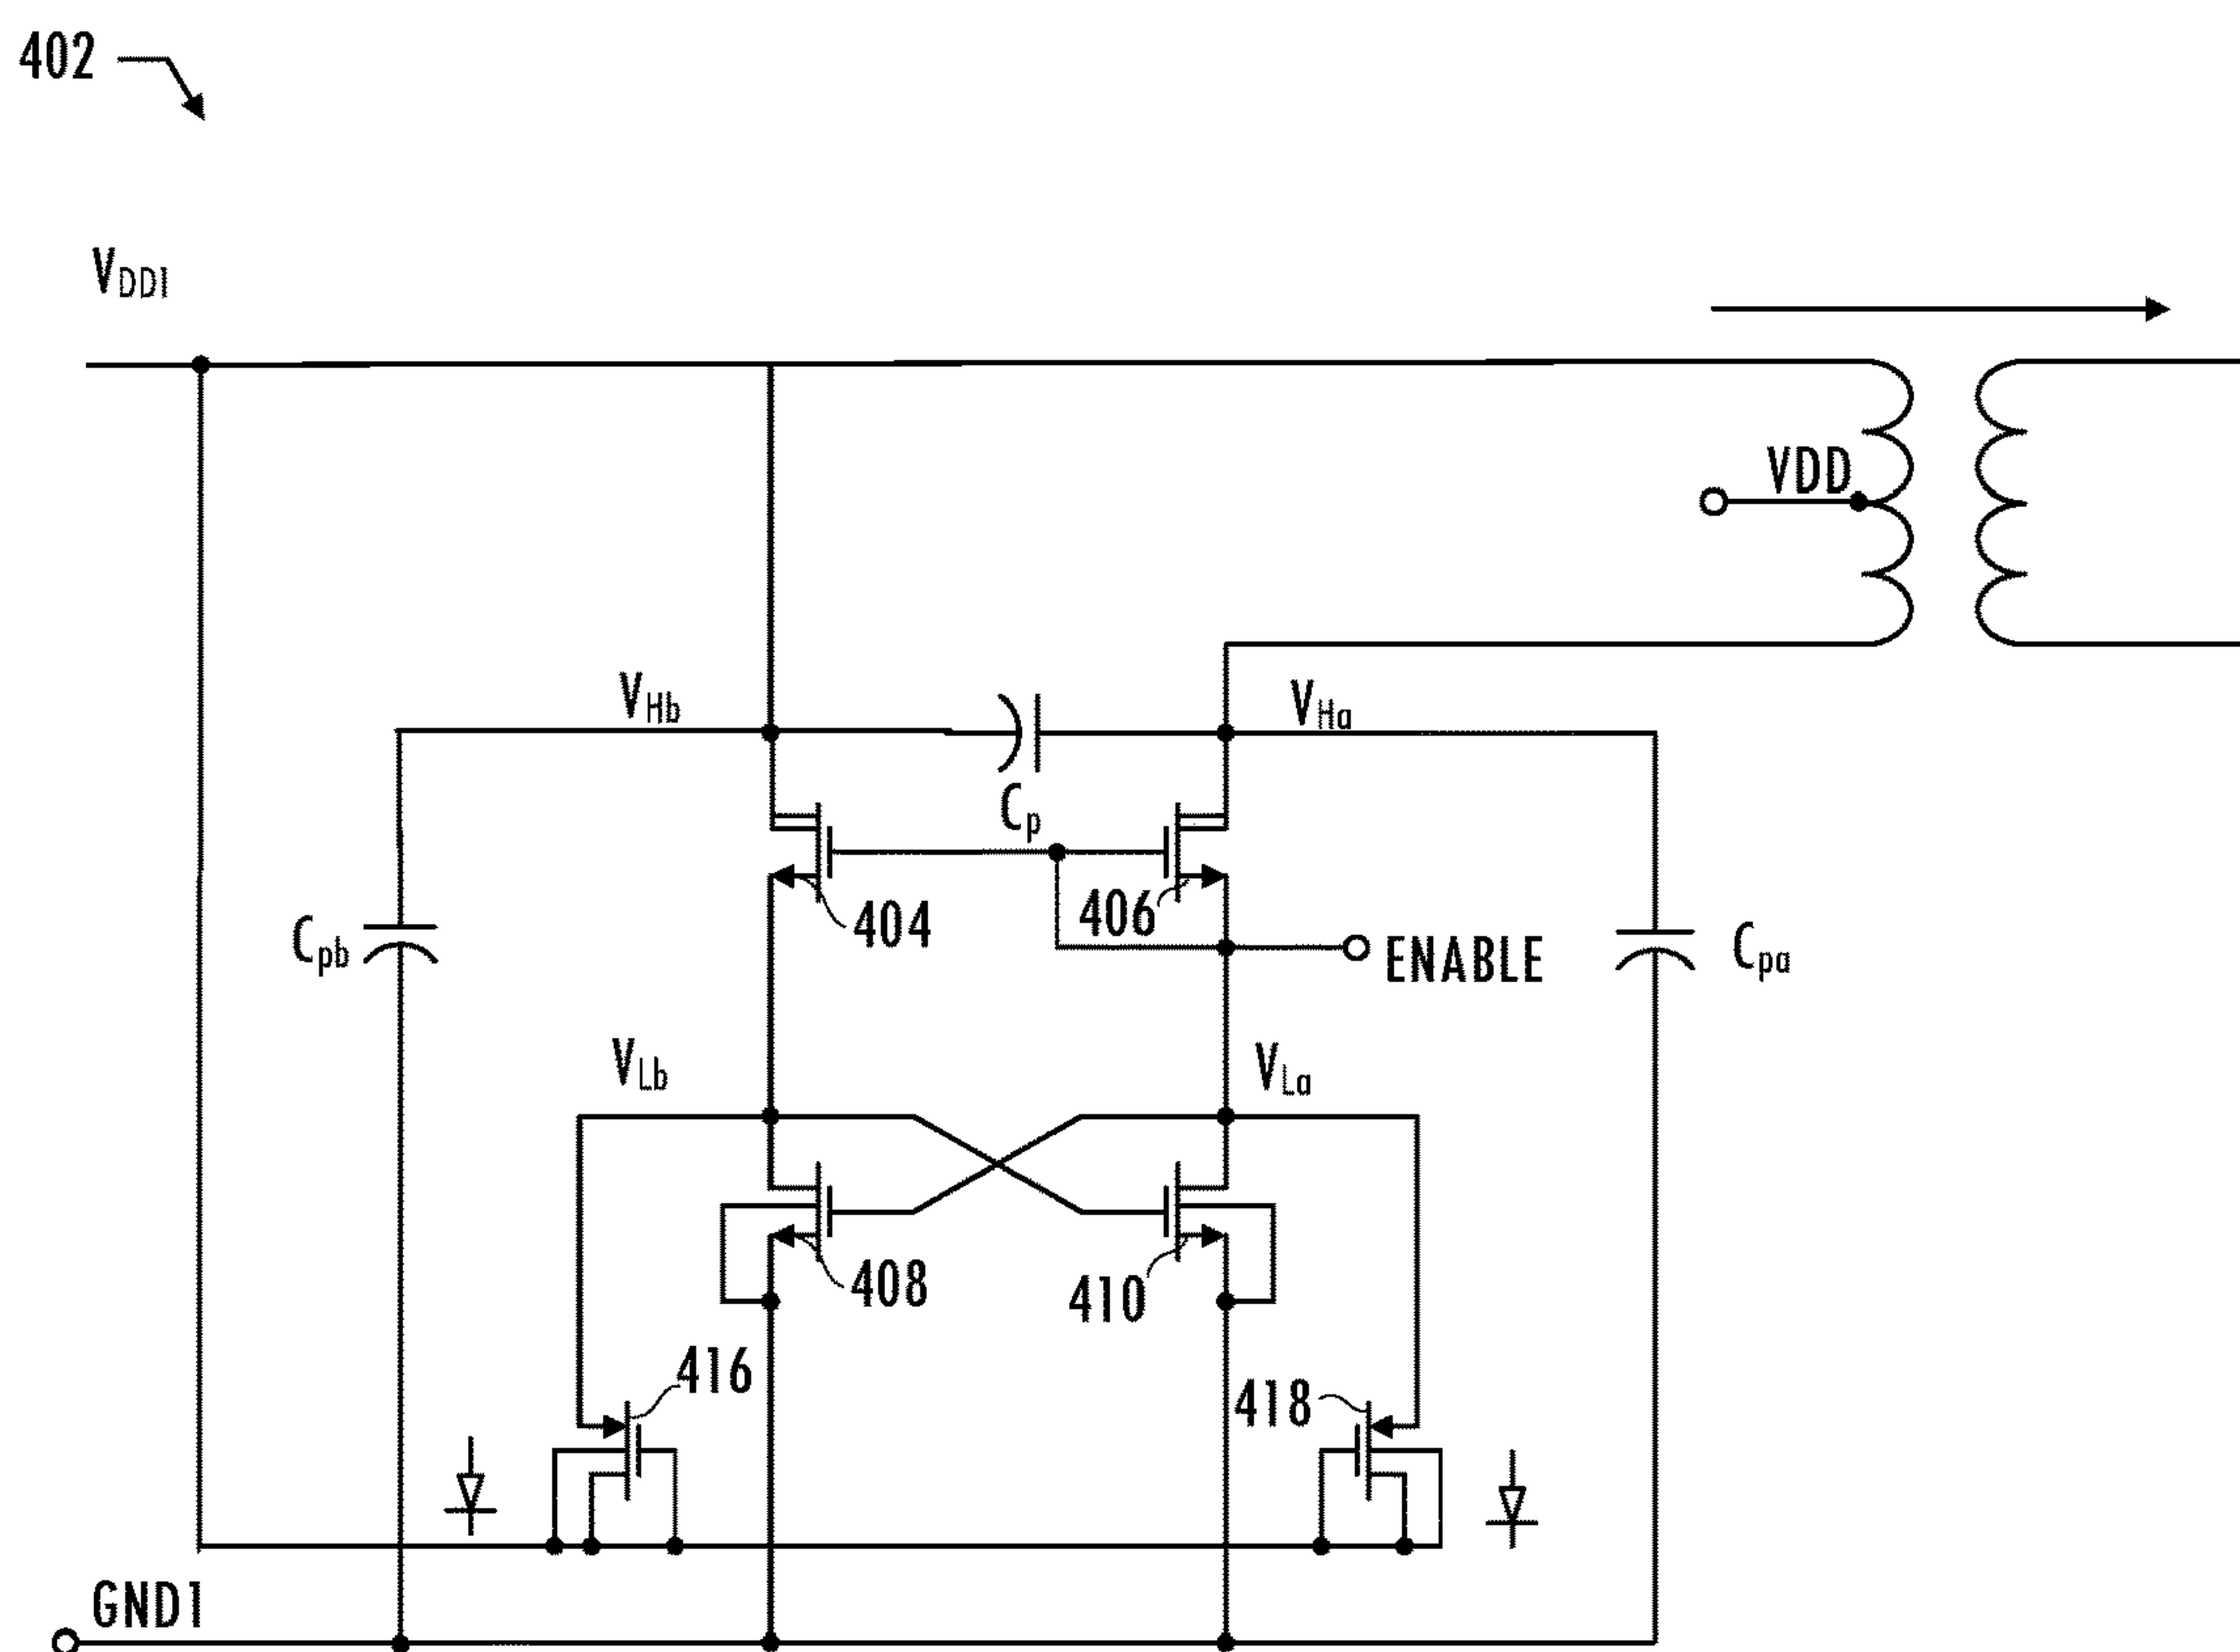 402
VDD1
VDD
VHb
VHa
Cp
404
406
Cpb
ENABLE
Cpa
VLb
VLa
408
410
416
418
GND1